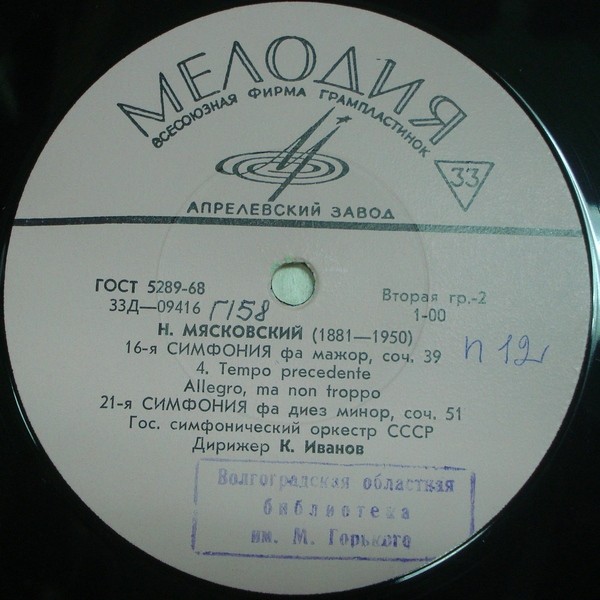 МЕЛОДИЯ
ВСЕСОЮЗНАЯ ФИРМА ГРАМПЛАСТИНОК
33
АПРЕЛЕВСКИЙ ЗАВОД
ГОСТ 5289-68
Вторая гр.-2
33Д—09416 Г158
1-00
Н. МЯСКОВСКИЙ (1881—1950)
16-я СИМФОНИЯ фа мажор, соч. 39
п 12
4. Tempo precedente
Allegro, ma non troppo
21-я СИМФОНИЯ фа диез минор, соч. 51
Гос. симфонический оркестр СССР
Дирижер К. Иванов
Волгоградская областная
библиотека
им. М. Горького